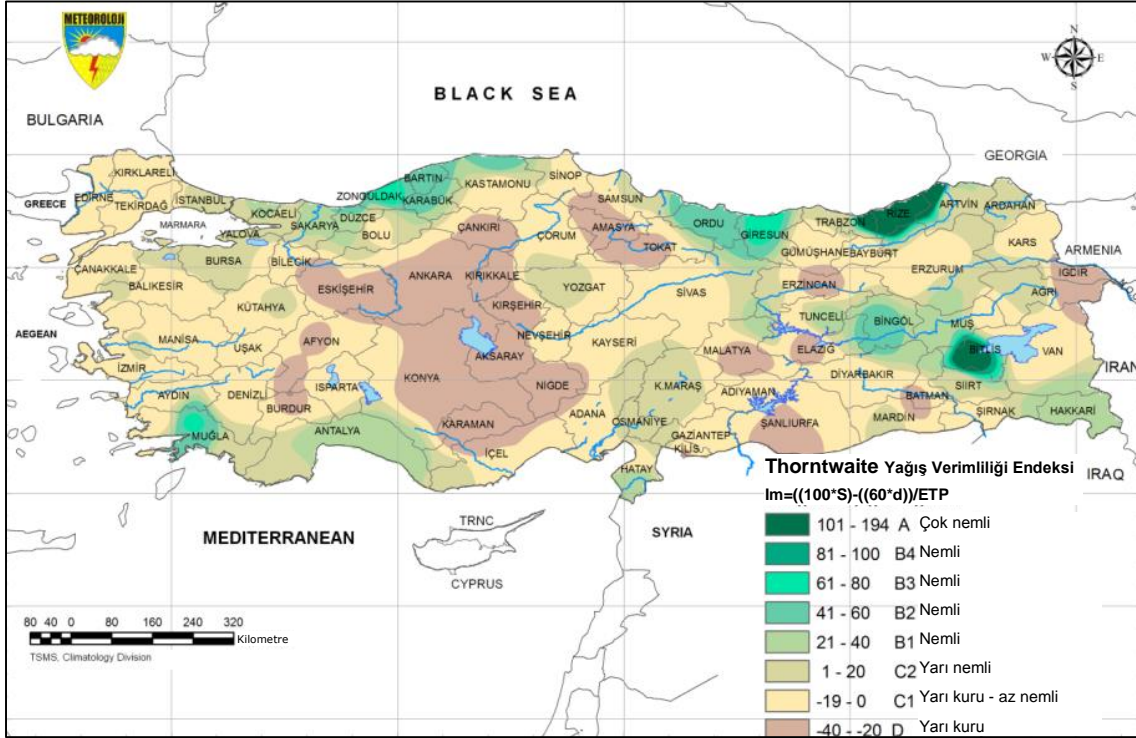 METEOROLOJI
N
W E
S
BLACK SEA
BULGARIA
GEORGIA
GREECE
ARMENIA
MARMARA
AEGEAN
IRAN
IRAQ
SYRIA
MEDITERRANEAN
TRNC
CYPRUS
KIRKLARELİ
EDİRNE
TEKİRDAĞ
İSTANBUL
KOCAELİ
YALOVA
SAKARYA
DÜZCE
BOLU
ZONGULDAK
BARTIN
KARABÜK
KASTAMONU
SİNOP
SAMSUN
ÇANKIRI
ÇORUM
AMASYA
TOKAT
ORDU
GİRESUN
TRABZON
RİZE
ARTVİN
ARDAHAN
KARS
GÜMÜŞHANE
BAYBURT
ERZURUM
IGDIR
AĞRI
ÇANAKKALE
BALIKESİR
BURSA
BİLECİK
KÜTAHYA
ESKİŞEHİR
ANKARA
KIRIKKALE
KIRŞEHİR
YOZGAT
SİVAS
ERZİNCAN
TUNCELİ
BİNGÖL
MUŞ
BİTLİS
VAN
MANİSA
UŞAK
AFYON
İZMİR
NEVŞEHİR
KAYSERİ
AKSARAY
KONYA
NIGDE
MALATYA
ELAZIĞ
DİYARBAKIR
SIIRT
BATMAN
AYDIN
DENİZLİ
ISPARTA
BURDUR
MUĞLA
ANTALYA
KARAMAN
İÇEL
ADANA
OSMANİYE
K.MARAŞ
ADIYAMAN
GAZİANTEP
KİLİS
ŞANLIURFA
MARDİN
ŞIRNAK
HAKKARİ
HATAY
Thorntwaite Yağış Verimliliği Endeksi
Im=((100*S)-((60*d))/ETP
101 - 194 A Çok nemli
81 - 100 B4 Nemli
61 - 80 B3 Nemli
41 - 60 B2 Nemli
21 - 40 B1 Nemli
1 - 20 C2 Yarı nemli
-19 - 0 C1 Yarı kuru - az nemli
-40 - -20 D Yarı kuru
80 40 0 80 160 240 320
Kilometre
TSMS, Climatology Division